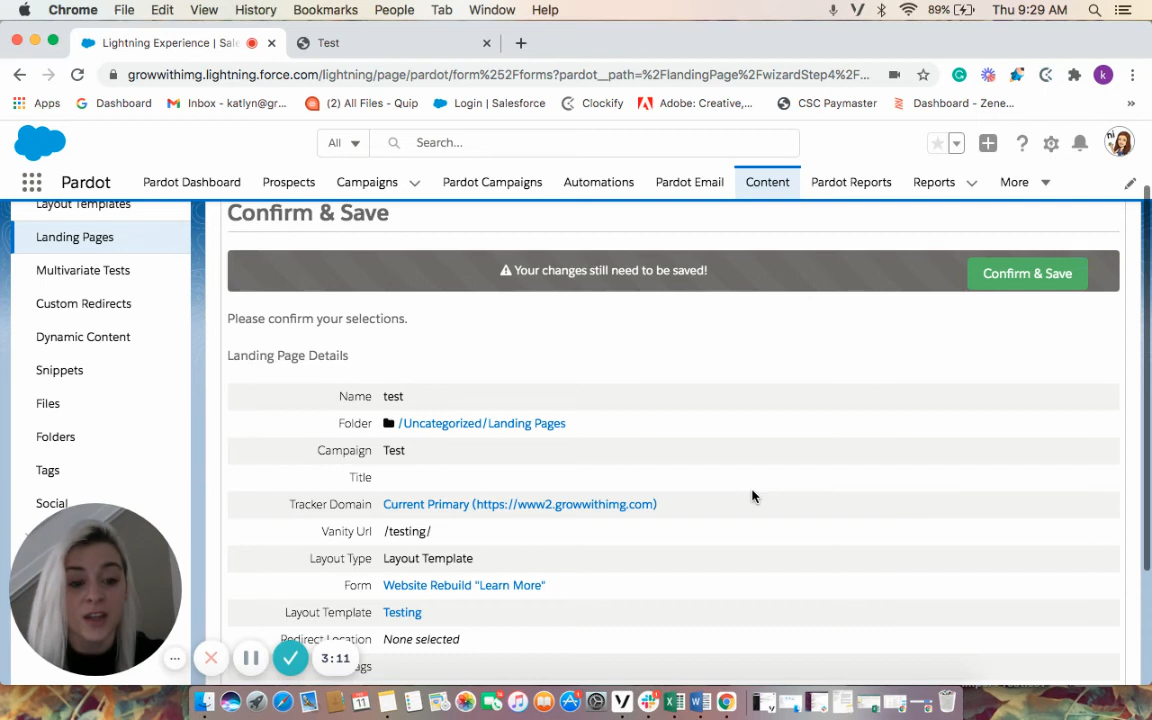 Chrome File Edit View History Bookmarks People Tab Window Help 89% Thu 9:29 AM
Lightning Experience | Sale Test
growwithimg.lightning.force.com/lightning/page/pardot/form%252Fforms?pardot__path=%2FlandingPage%2FwizardStep4%2F...
Apps Dashboard Inbox - katlyn@gr... (2) All Files - Quip Login | Salesforce Clockify Adobe: Creative,... CSC Paymaster Dashboard - Zene... »
All Search...
Pardot Pardot Dashboard Prospects Campaigns Pardot Campaigns Automations Pardot Email Content Pardot Reports Reports More
Layout Templates
Landing Pages
Multivariate Tests
Custom Redirects
Dynamic Content
Snippets
Files
Folders
Tags
Social
Confirm & Save
Your changes still need to be saved! Confirm & Save
Please confirm your selections.
Landing Page Details
Name test
Folder /Uncategorized/Landing Pages
Campaign Test
Title
Tracker Domain Current Primary (https://www2.growwithimg.com)
Vanity Url /testing/
Layout Type Layout Template
Form Website Rebuild "Learn More"
Layout Template Testing
Redirect Location None selected
Tags
3:11